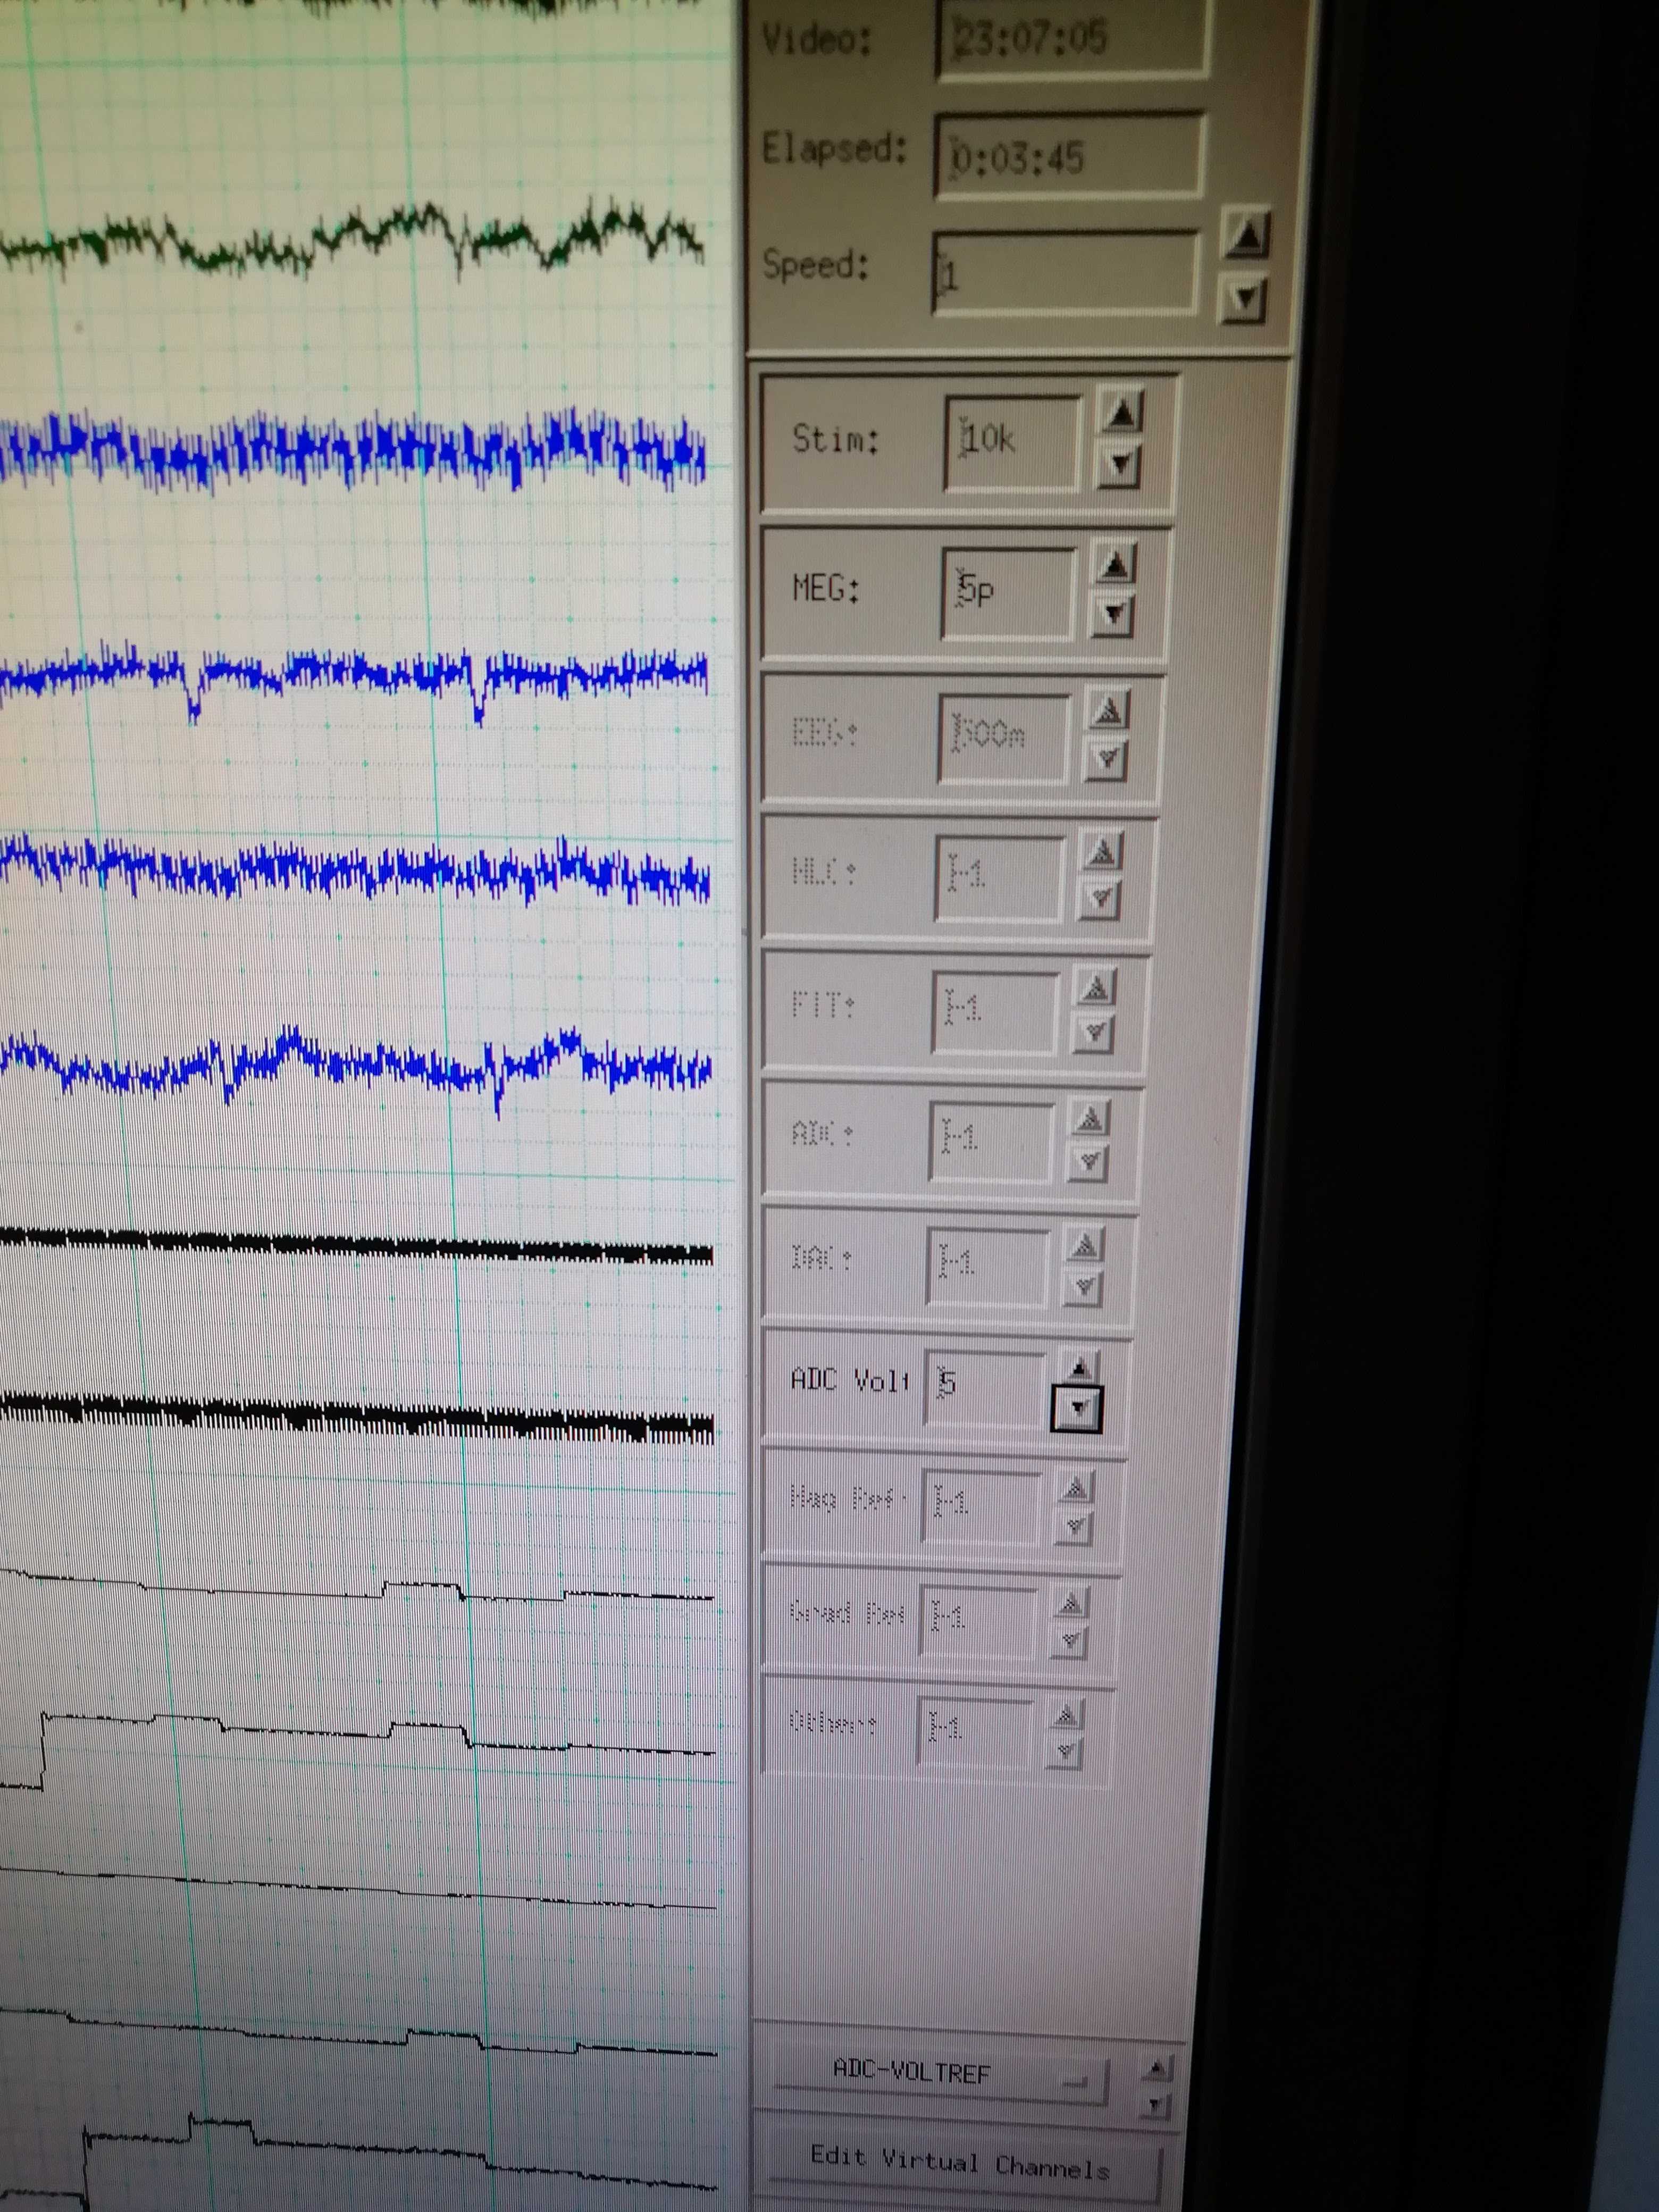 Video: 23:07:05
Elapsed: 0:03:45
Speed: 1
Stim: 10k
MEG: 5p
EEG: 500m
HLC: -1
FIT: -1
ADC: -1
DAC: -1
ADC Volt 5
Mag Ref -1
Grad Ref -1
Other: -1
ADC-VOLTREF
Edit Virtual Channels